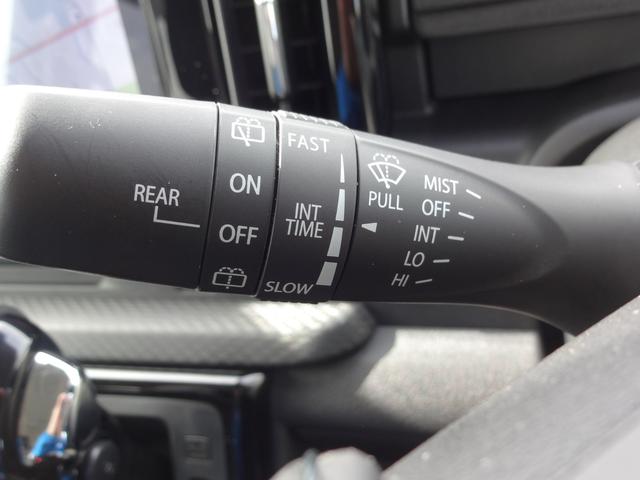 REAR
ON
OFF
FAST
INT
TIME
SLOW
PULL
MIST
OFF
INT
LO
HI